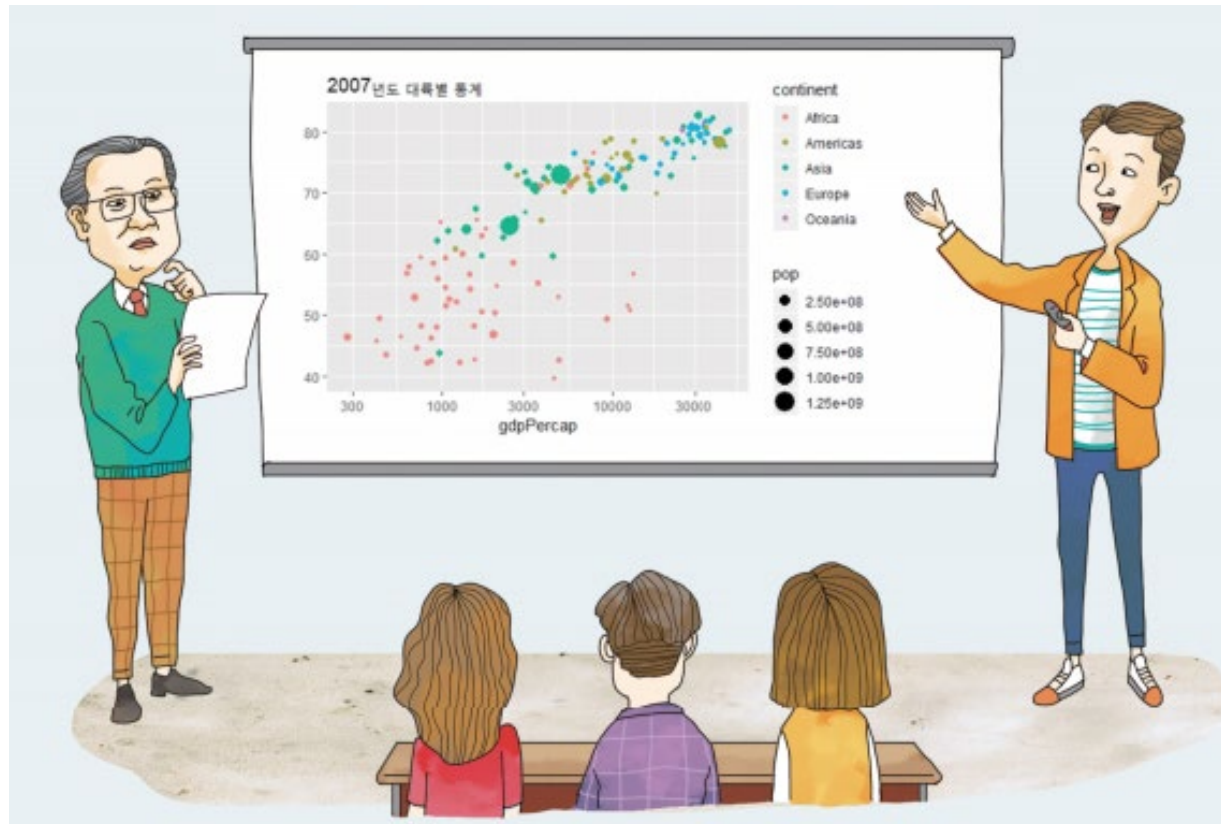 2007년도 대륙별 통계
80
70
60
50
40
300
1000
3000
10000
30000
gdpPercap
continent
Africa
Americas
Asia
Europe
Oceania
pop
2.50e+08
5.00e+08
7.50e+08
1.00e+09
1.25e+09